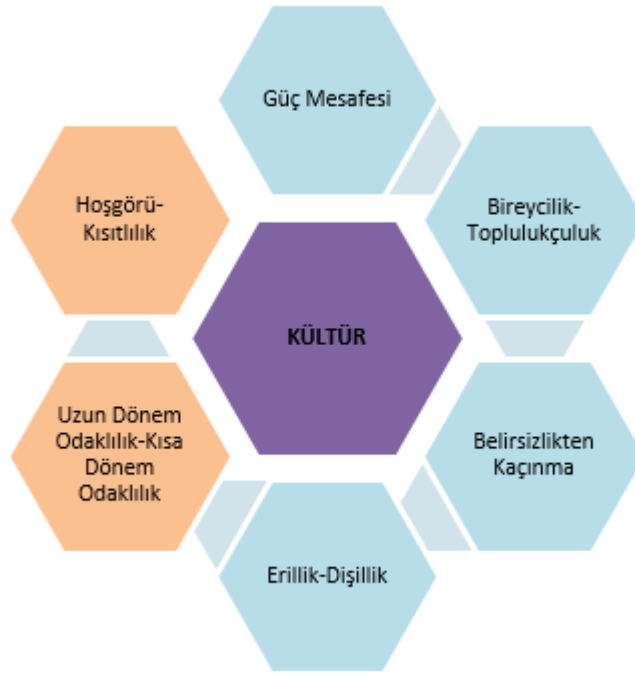 Güç Mesafesi
Bireycilik-
Toplulukçuluk
Belirsizlikten
Kaçınma
Erillik-Dişillik
Uzun Dönem
Odaklılık-Kısa
Dönem
Odaklılık
Hoşgörü-
Kısıtlılık
KÜLTÜR